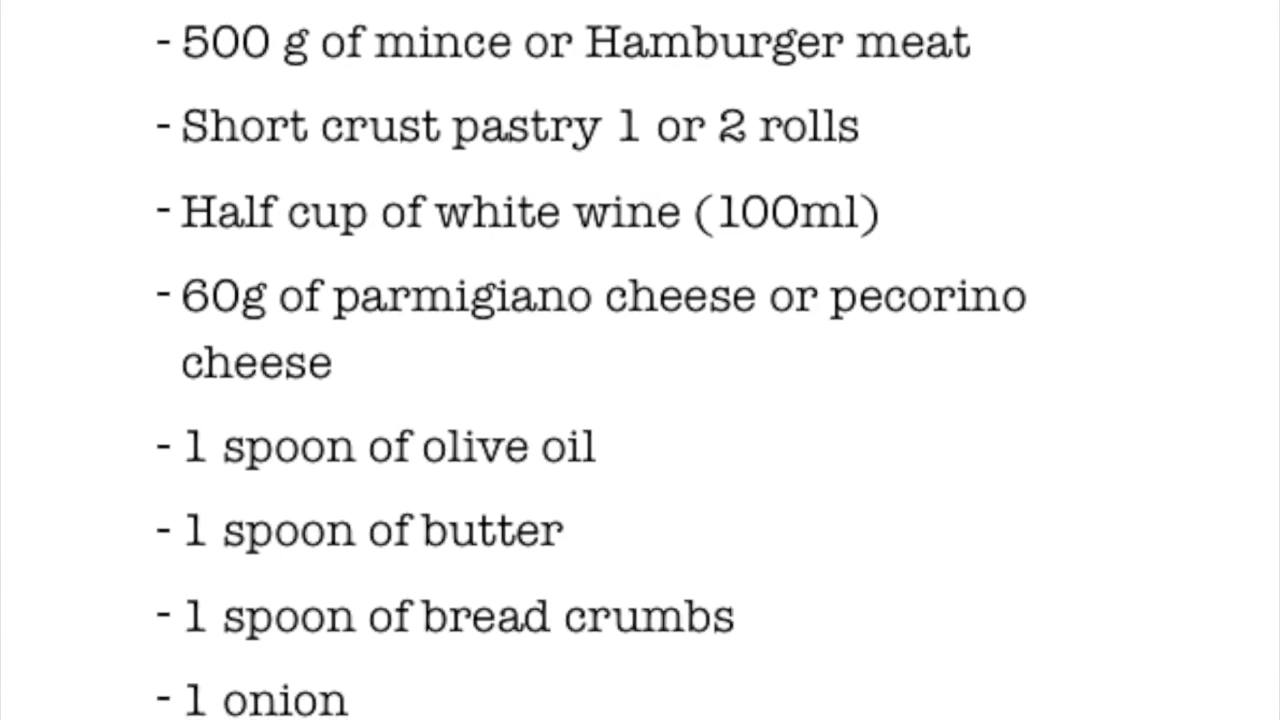 - 500 g of mince or Hamburger meat
- Short crust pastry 1 or 2 rolls
- Half cup of white wine (100ml)
- 60g of parmigiano cheese or pecorino
cheese
- 1 spoon of olive oil
- 1 spoon of butter
- 1 spoon of bread crumbs
- 1 onion